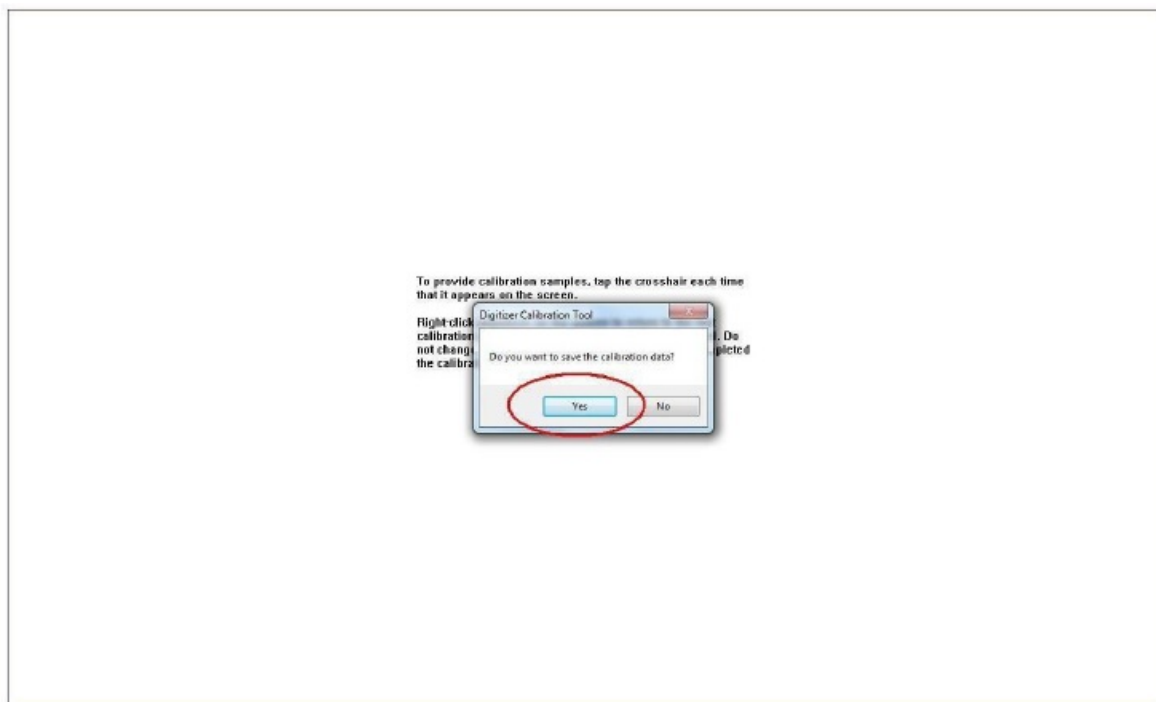 To provide calibration samples, tap the crosshair each time
that it appears on the screen.
Right-click
calibration . Do
not change pleted
the calibra
Digitizer Calibration Tool
Do you want to save the calibration data?
Yes No